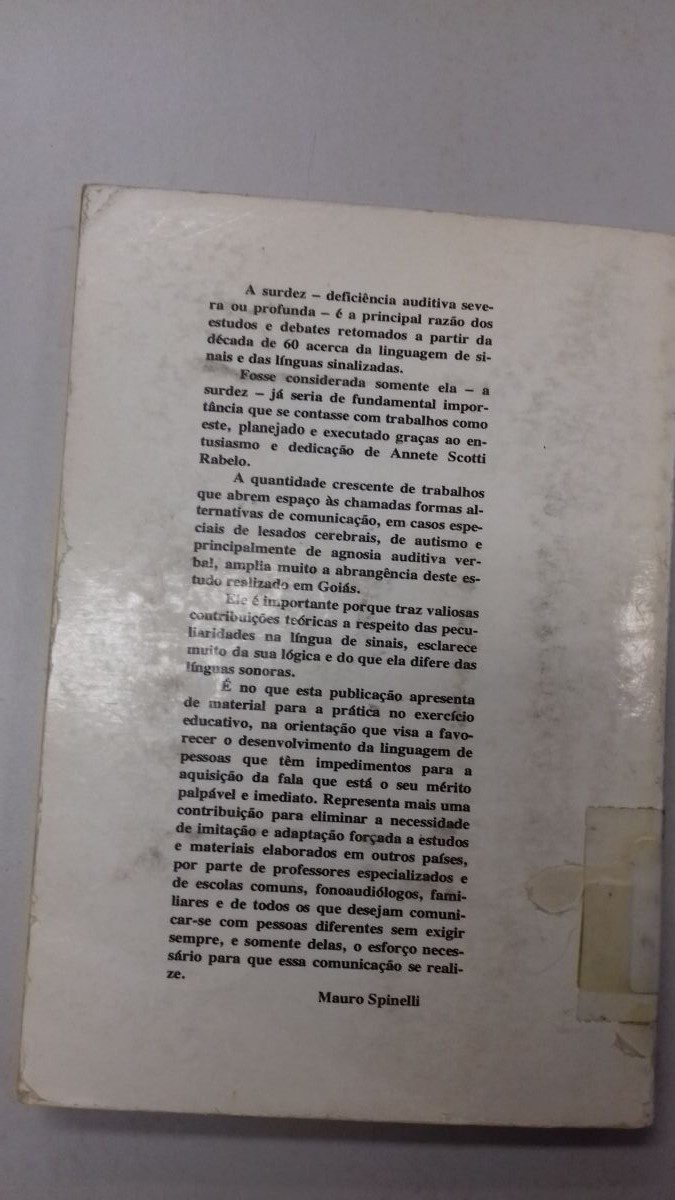 A surdez – deficiência auditiva seve-
ra ou profunda – é a principal razão dos
estudos e debates retomados a partir da
década de 60 acerca da linguagem de si-
nais e das línguas sinalizadas.
Fosse considerada somente ela – a
surdez – já seria de fundamental impor-
tância que se contasse com trabalhos como
este, planejado e executado graças ao en-
tusiasmo e dedicação de Annete Scotti
Rabelo.
A quantidade crescente de trabalhos
que abrem espaço às chamadas formas al-
ternativas de comunicação, em casos espe-
ciais de lesados cerebrais, de autismo e
principalmente de agnosia auditiva ver-
bal, amplia muito a abrangência deste es-
tudo realizado em Goiás.
Ele é importante porque traz valiosas
contribuições teóricas a respeito das pecu-
liaridades na língua de sinais, esclarece
muito da sua lógica e do que ela difere das
línguas sonoras.
É no que esta publicação apresenta
de material para a prática no exercício
educativo, na orientação que visa a favo-
recer o desenvolvimento da linguagem de
pessoas que têm impedimentos para a
aquisição da fala que está o seu mérito
palpável e imediato. Representa mais uma
contribuição para eliminar a necessidade
de imitação e adaptação forçada a estudos
e materiais elaborados em outros países,
por parte de professores especializados e
de escolas comuns, fonoaudiólogos, fami-
liares e de todos os que desejam comuni-
car-se com pessoas diferentes sem exigir
sempre, e somente delas, o esforço neces-
sário para que essa comunicação se reali-
ze.
Mauro Spinelli